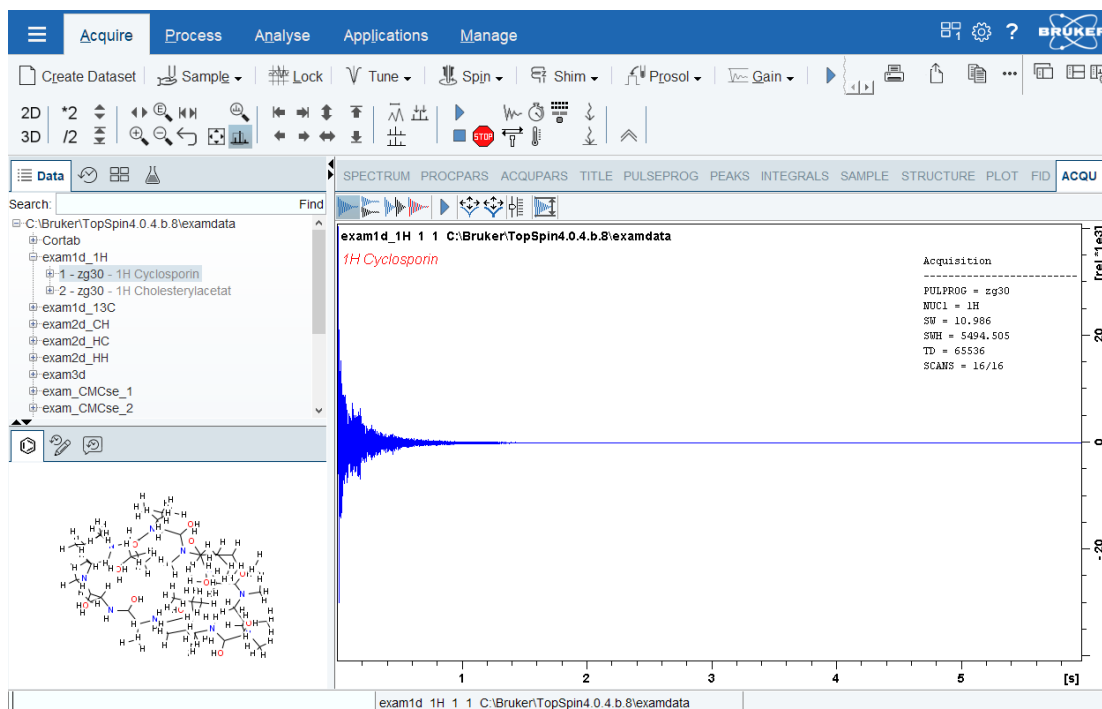 Acquire Process Analyse Applications Manage ? BRUKER
Create Dataset Sample Lock Tune Spin Shim Prosol Gain
2D *2
3D /2 STOP
Data SPECTRUM PROCPARS ACQUPARS TITLE PULSEPROG PEAKS INTEGRALS SAMPLE STRUCTURE PLOT FID ACQU
Search: Find
C:\Bruker\TopSpin4.0.4.b.8\examdata
Cortab
exam1d_1H
1 - zg30 - 1H Cyclosporin
2 - zg30 - 1H Cholesterylacetat
exam1d_13C
exam2d_CH
exam2d_HC
exam2d_HH
exam3d
exam_CMCse_1
exam_CMCse_2
exam1d_1H 1 1 C:\Bruker\TopSpin4.0.4.b.8\examdata
1H Cyclosporin
Acquisition
PULPROG = zg30
NUC1 = 1H
SW = 10.986
SWH = 5494.505
TD = 65536
SCANS = 16/16
[rel *1e3]
20
0
-20
1 2 3 4 5 [s]
exam1d 1H 1 1 C:\Bruker\TopSpin4.0.4.b.8\examdata